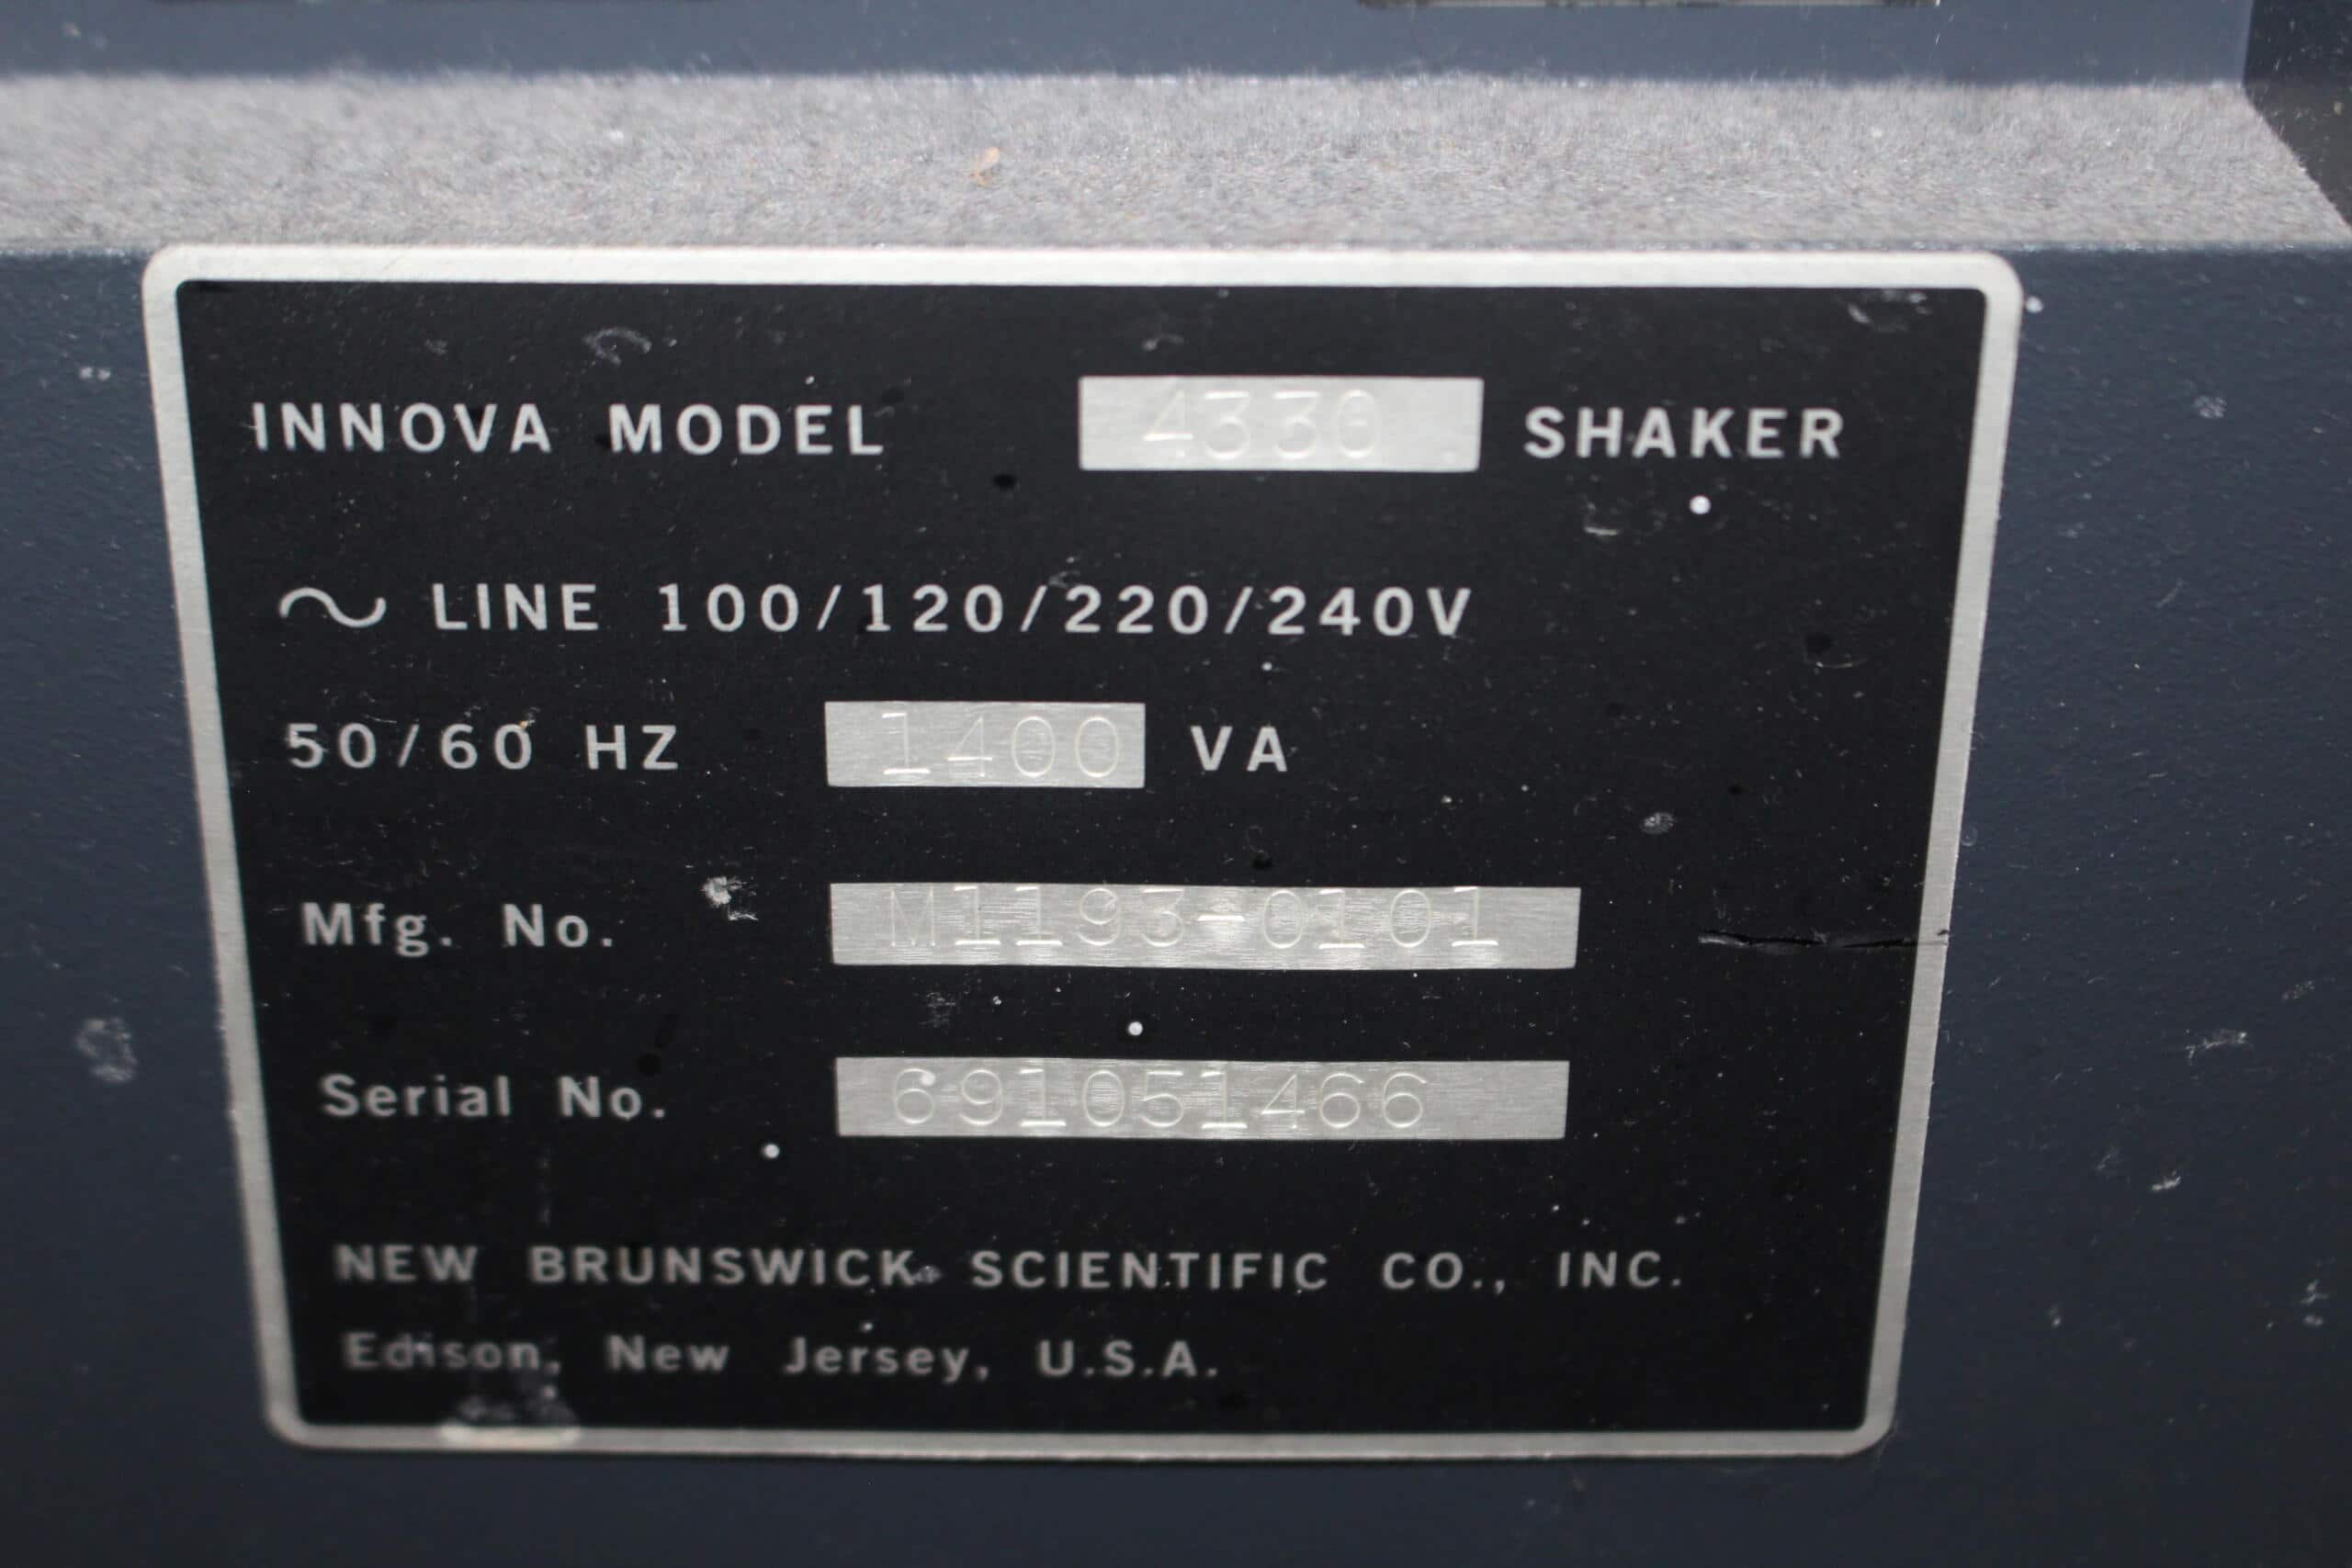 INNOVA MODEL 4330 SHAKER
~ LINE 100/120/220/240V
50/60 HZ 1400 VA
Mfg. No. M1193-0101
Serial No. 691051466
NEW BRUNSWICK SCIENTIFIC CO., INC.
Edison, New Jersey, U.S.A.